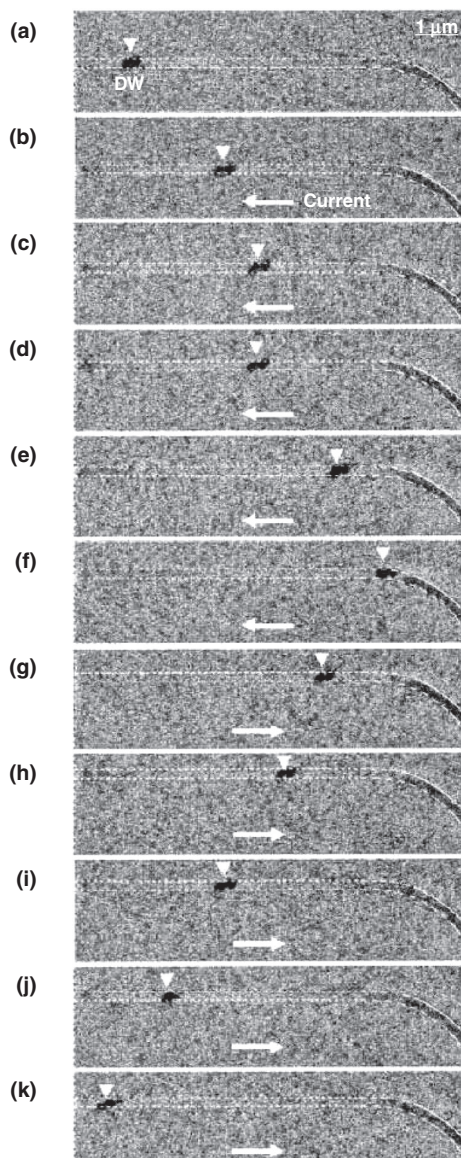 (a)
1 μm
DW
(b)
Current
(c)
(d)
(e)
(f)
(g)
(h)
(i)
(j)
(k)